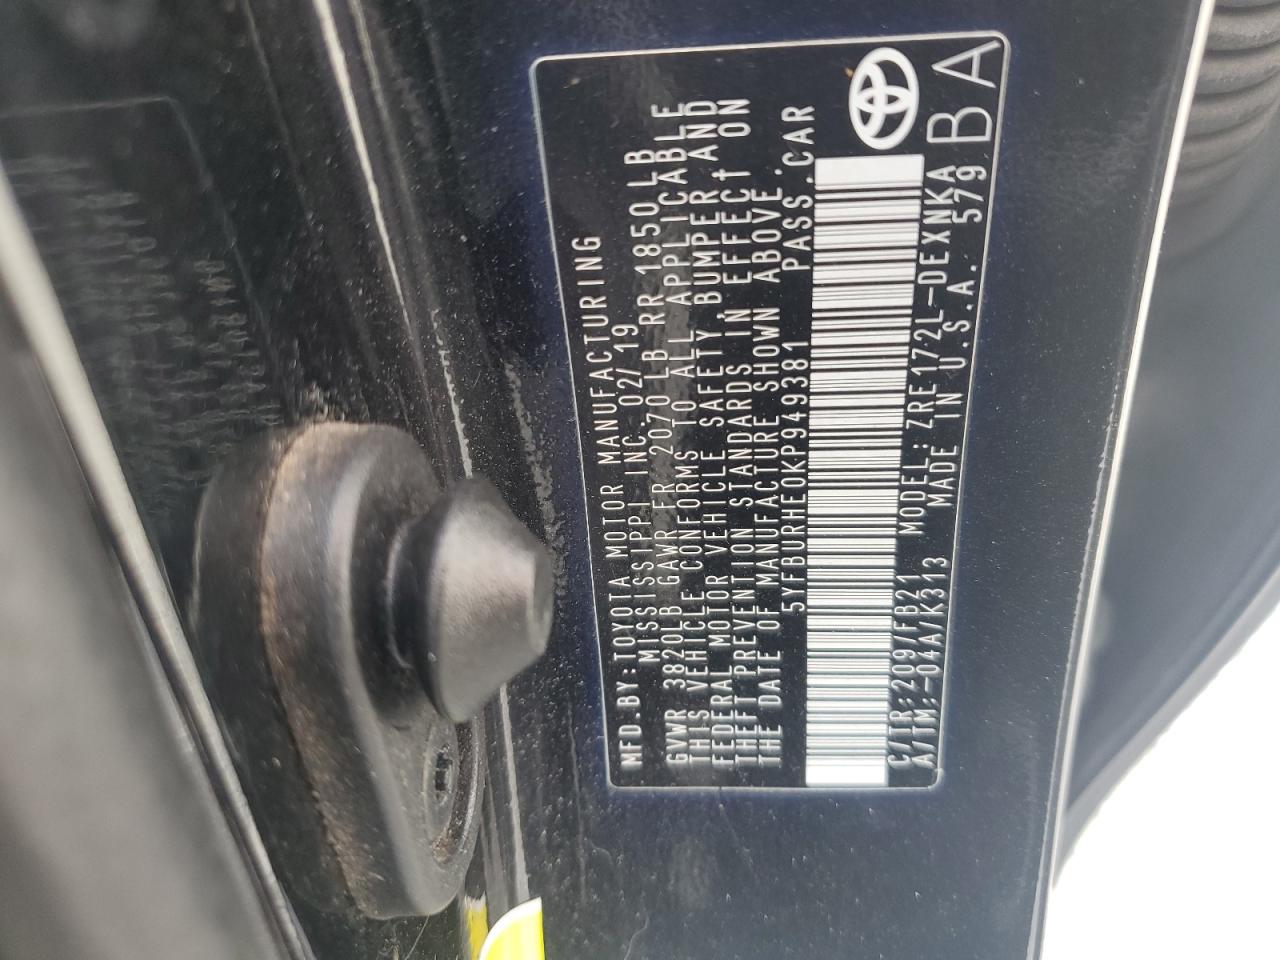 MFD.BY:TOYOTA MOTOR MANUFACTURING
MISSISSIPPI INC. 02/19
GVWR 3820LB GAWR FR 2070LB RR 1850LB
THIS VEHICLE CONFORMS TO ALL APPLICABLE
FEDERAL MOTOR VEHICLE SAFETY,BUMPER, AND
THEFT PREVENTION STANDARDS IN EFFECT ON
THE DATE OF MANUFACTURE SHOWN ABOVE.
5YFBURHE0KP949381 PASS.CAR
C/TR:209/FB21 MODEL:ZRE172L-DEXNKA
A/TM:-04A/K313 MADE IN U.S.A. 579
BA